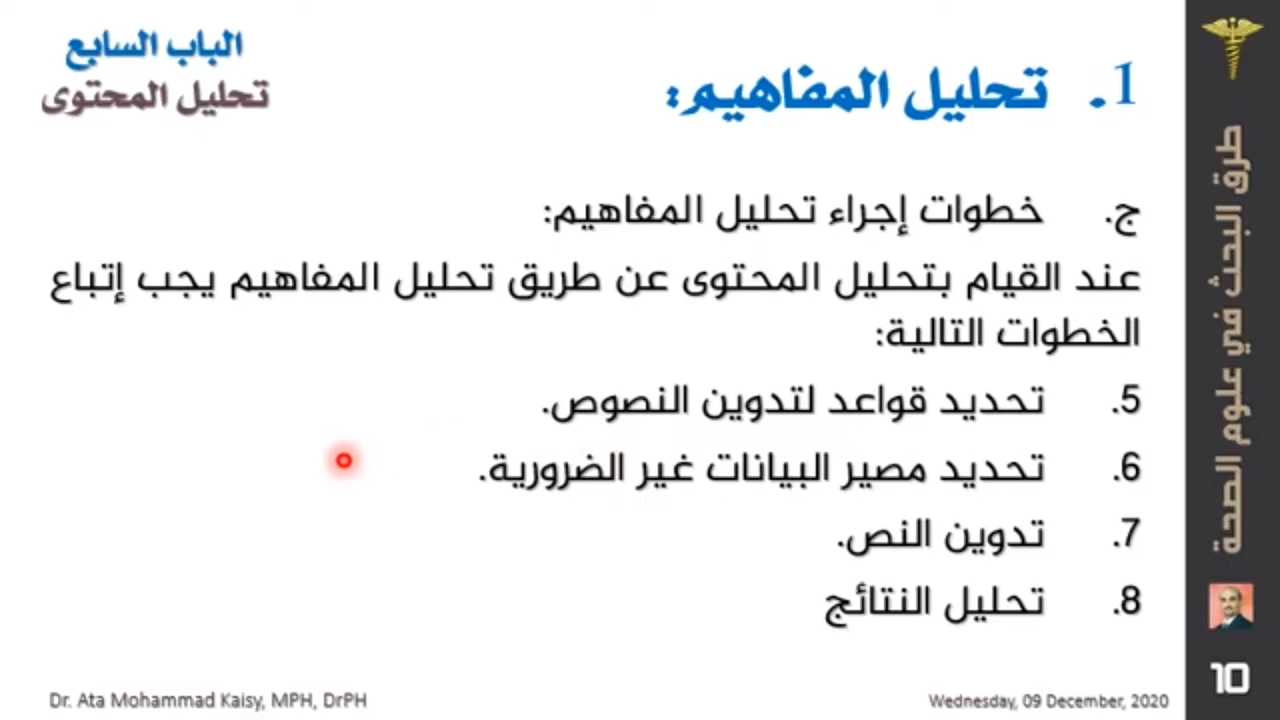 الباب السابع
تحليل المحتوى
1. تحليل المفاهيم:
ج. خطوات إجراء تحليل المفاهيم:
عند القيام بتحليل المحتوى عن طريق تحليل المفاهيم يجب إتباع
الخطوات التالية:
5. تحديد قواعد لتدوين النصوص.
6. تحديد مصير البيانات غير الضرورية.
7. تدوين النص.
8. تحليل النتائج
طرق البحث في علوم الصحة
10
Dr. Ata Mohammad Kaisy, MPH, DrPH
Wednesday, 09 December, 2020